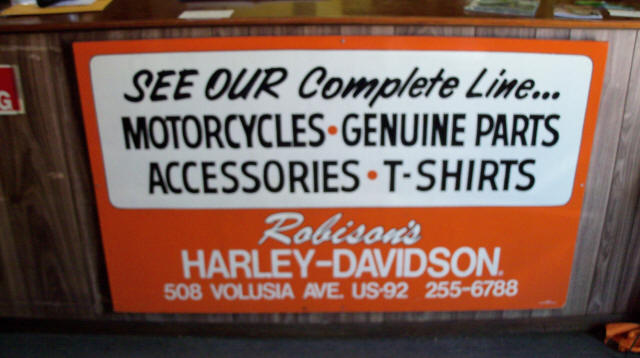 SEE OUR Complete Line...
MOTORCYCLES • GENUINE PARTS
ACCESSORIES • T-SHIRTS
Robison's
HARLEY-DAVIDSON
508 VOLUSIA AVE. US-92 255-6788
G